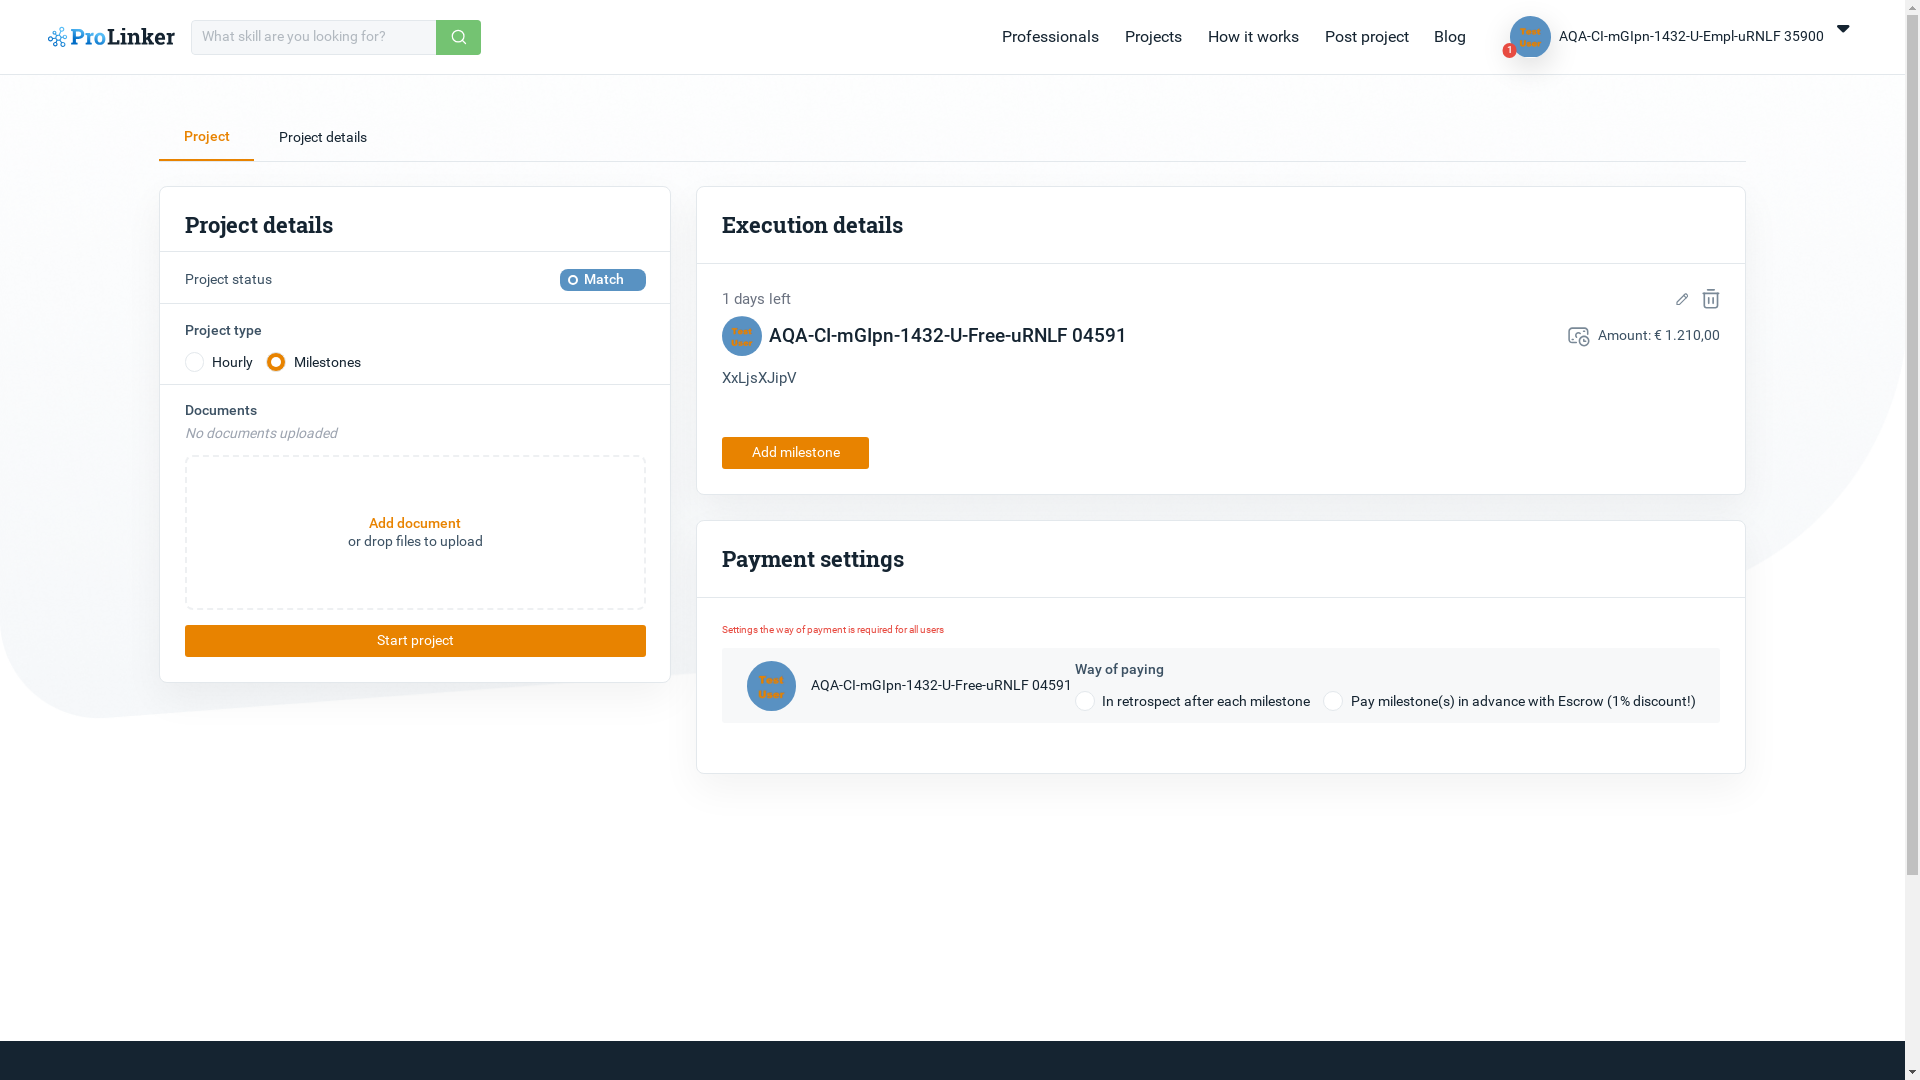 ProLinker
What skill are you looking for?
Professionals
Projects
How it works
Post project
Blog
Test User
1
AQA-CI-mGIpn-1432-U-Empl-uRNLF 35900
Project
Project details
Project details
Project status
Match
Project type
Hourly
Milestones
Documents
No documents uploaded
Add document
or drop files to upload
Start project
Execution details
1 days left
Test User
AQA-CI-mGIpn-1432-U-Free-uRNLF 04591
Amount: € 1.210,00
XxLjsXJipV
Add milestone
Payment settings
Settings the way of payment is required for all users
Test User
AQA-CI-mGIpn-1432-U-Free-uRNLF 04591
Way of paying
In retrospect after each milestone
Pay milestone(s) in advance with Escrow (1% discount!)